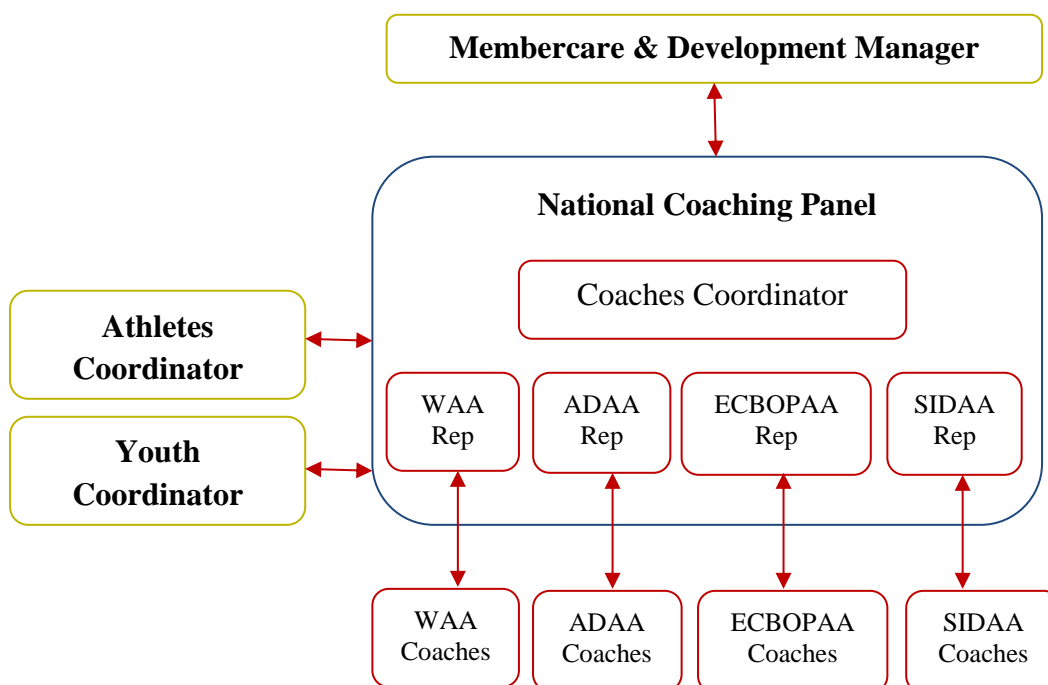 Membercare & Development Manager
National Coaching Panel
Coaches Coordinator
Athletes
Coordinator
Youth
Coordinator
WAA
Rep
ADAA
Rep
ECBOPAA
Rep
SIDAA
Rep
WAA
Coaches
ADAA
Coaches
ECBOPAA
Coaches
SIDAA
Coaches